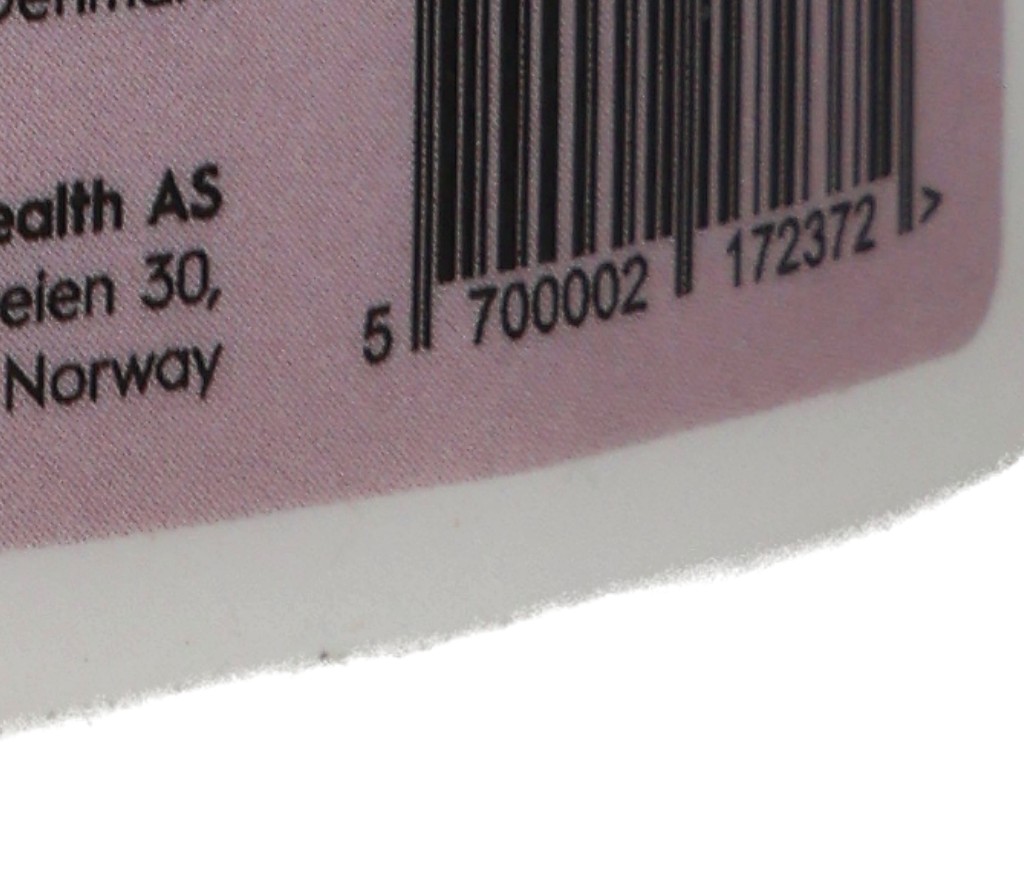 ealth AS
eien 30,
Norway
5 700002 172372 >